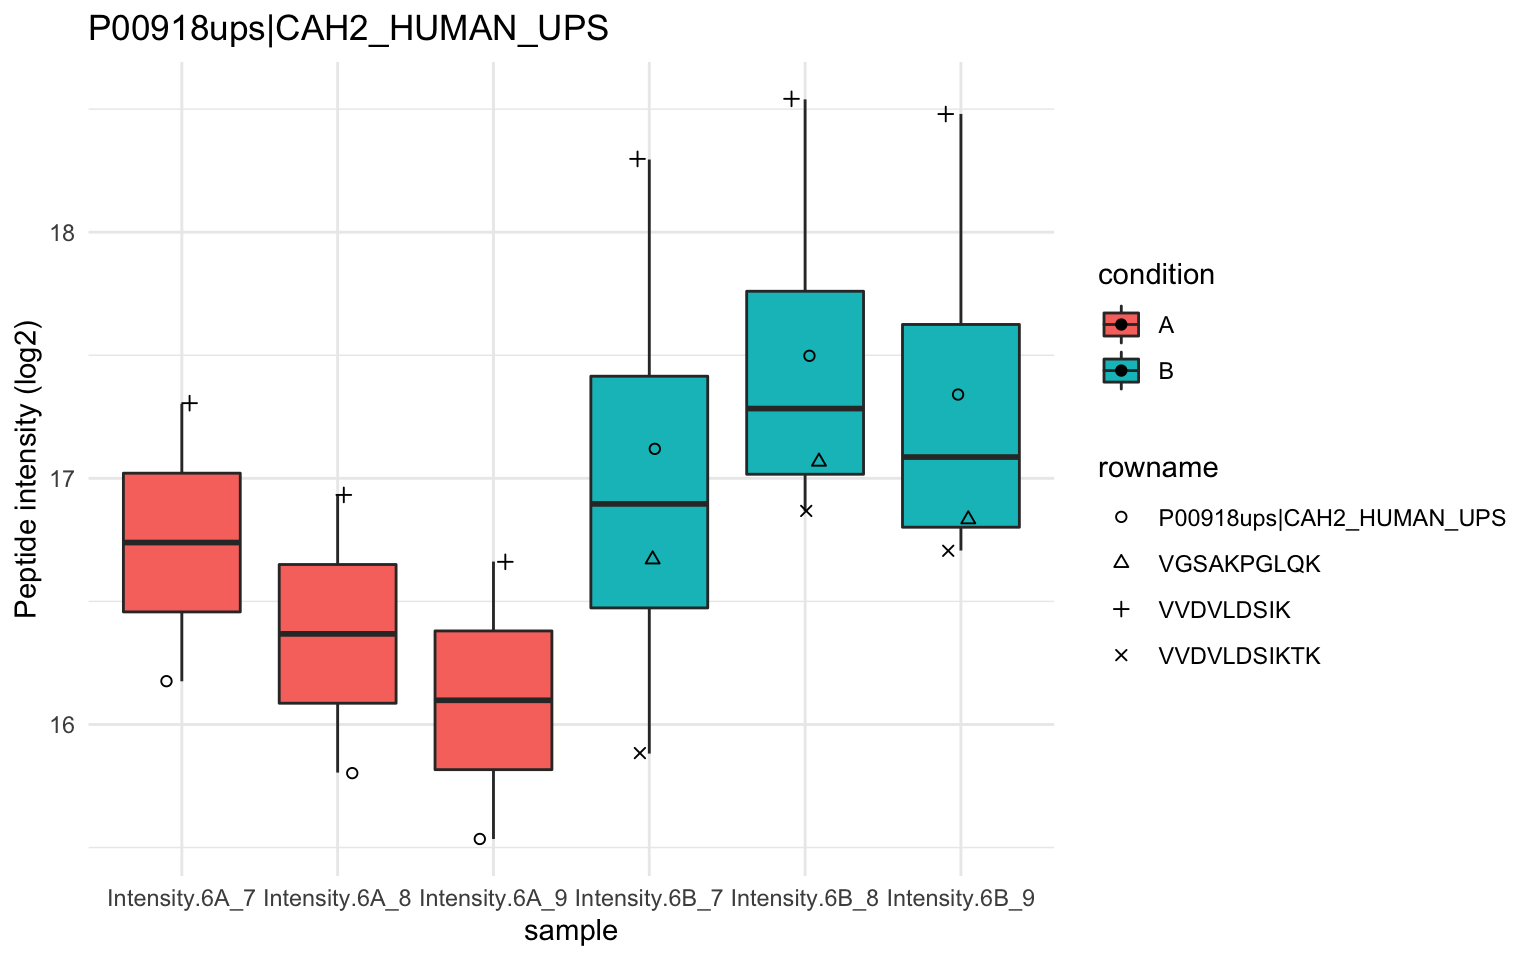 P00918ups|CAH2_HUMAN_UPS
Peptide intensity (log2)
18
17
16
Intensity.6A_7 Intensity.6A_8 Intensity.6A_9 Intensity.6B_7 Intensity.6B_8 Intensity.6B_9
sample
condition
A
B
rowname
P00918ups|CAH2_HUMAN_UPS
VGSAKPGLQK
VVDVLDSIK
VVDVLDSIKTK